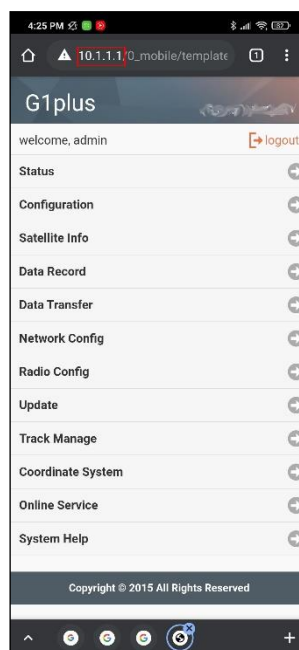 4:25 PM
82
10.1.1.1/0_mobile/template
1
G1plus
welcome, admin
logout
Status
Configuration
Satellite Info
Data Record
Data Transfer
Network Config
Radio Config
Update
Track Manage
Coordinate System
Online Service
System Help
Copyright © 2015 All Rights Reserved